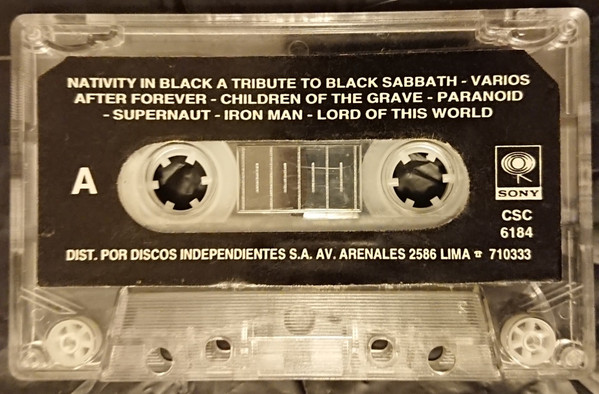 NATIVITY IN BLACK A TRIBUTE TO BLACK SABBATH - VARIOS
AFTER FOREVER - CHILDREN OF THE GRAVE - PARANOID
- SUPERNAUT - IRON MAN - LORD OF THIS WORLD
A
SONY
CSC
6184
DIST. POR DISCOS INDEPENDIENTES S.A. AV. ARENALES 2586 LIMA ☎ 710333